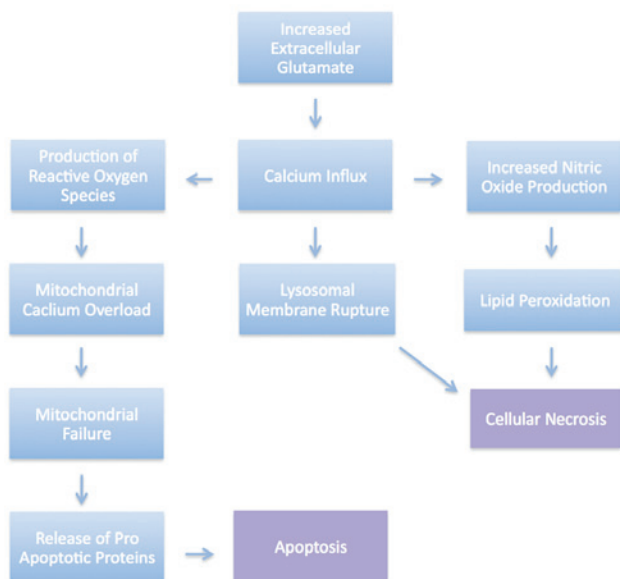 Increased
Extracellular
Glutamate
Production of
Reactive Oxygen
Species
Calcium Influx
Increased Nitric
Oxide Production
Mitochondrial
Caclium Overload
Lysosomal
Membrane Rupture
Lipid Peroxidation
Mitochondrial
Failure
Cellular Necrosis
Release of Pro
Apoptotic Proteins
Apoptosis